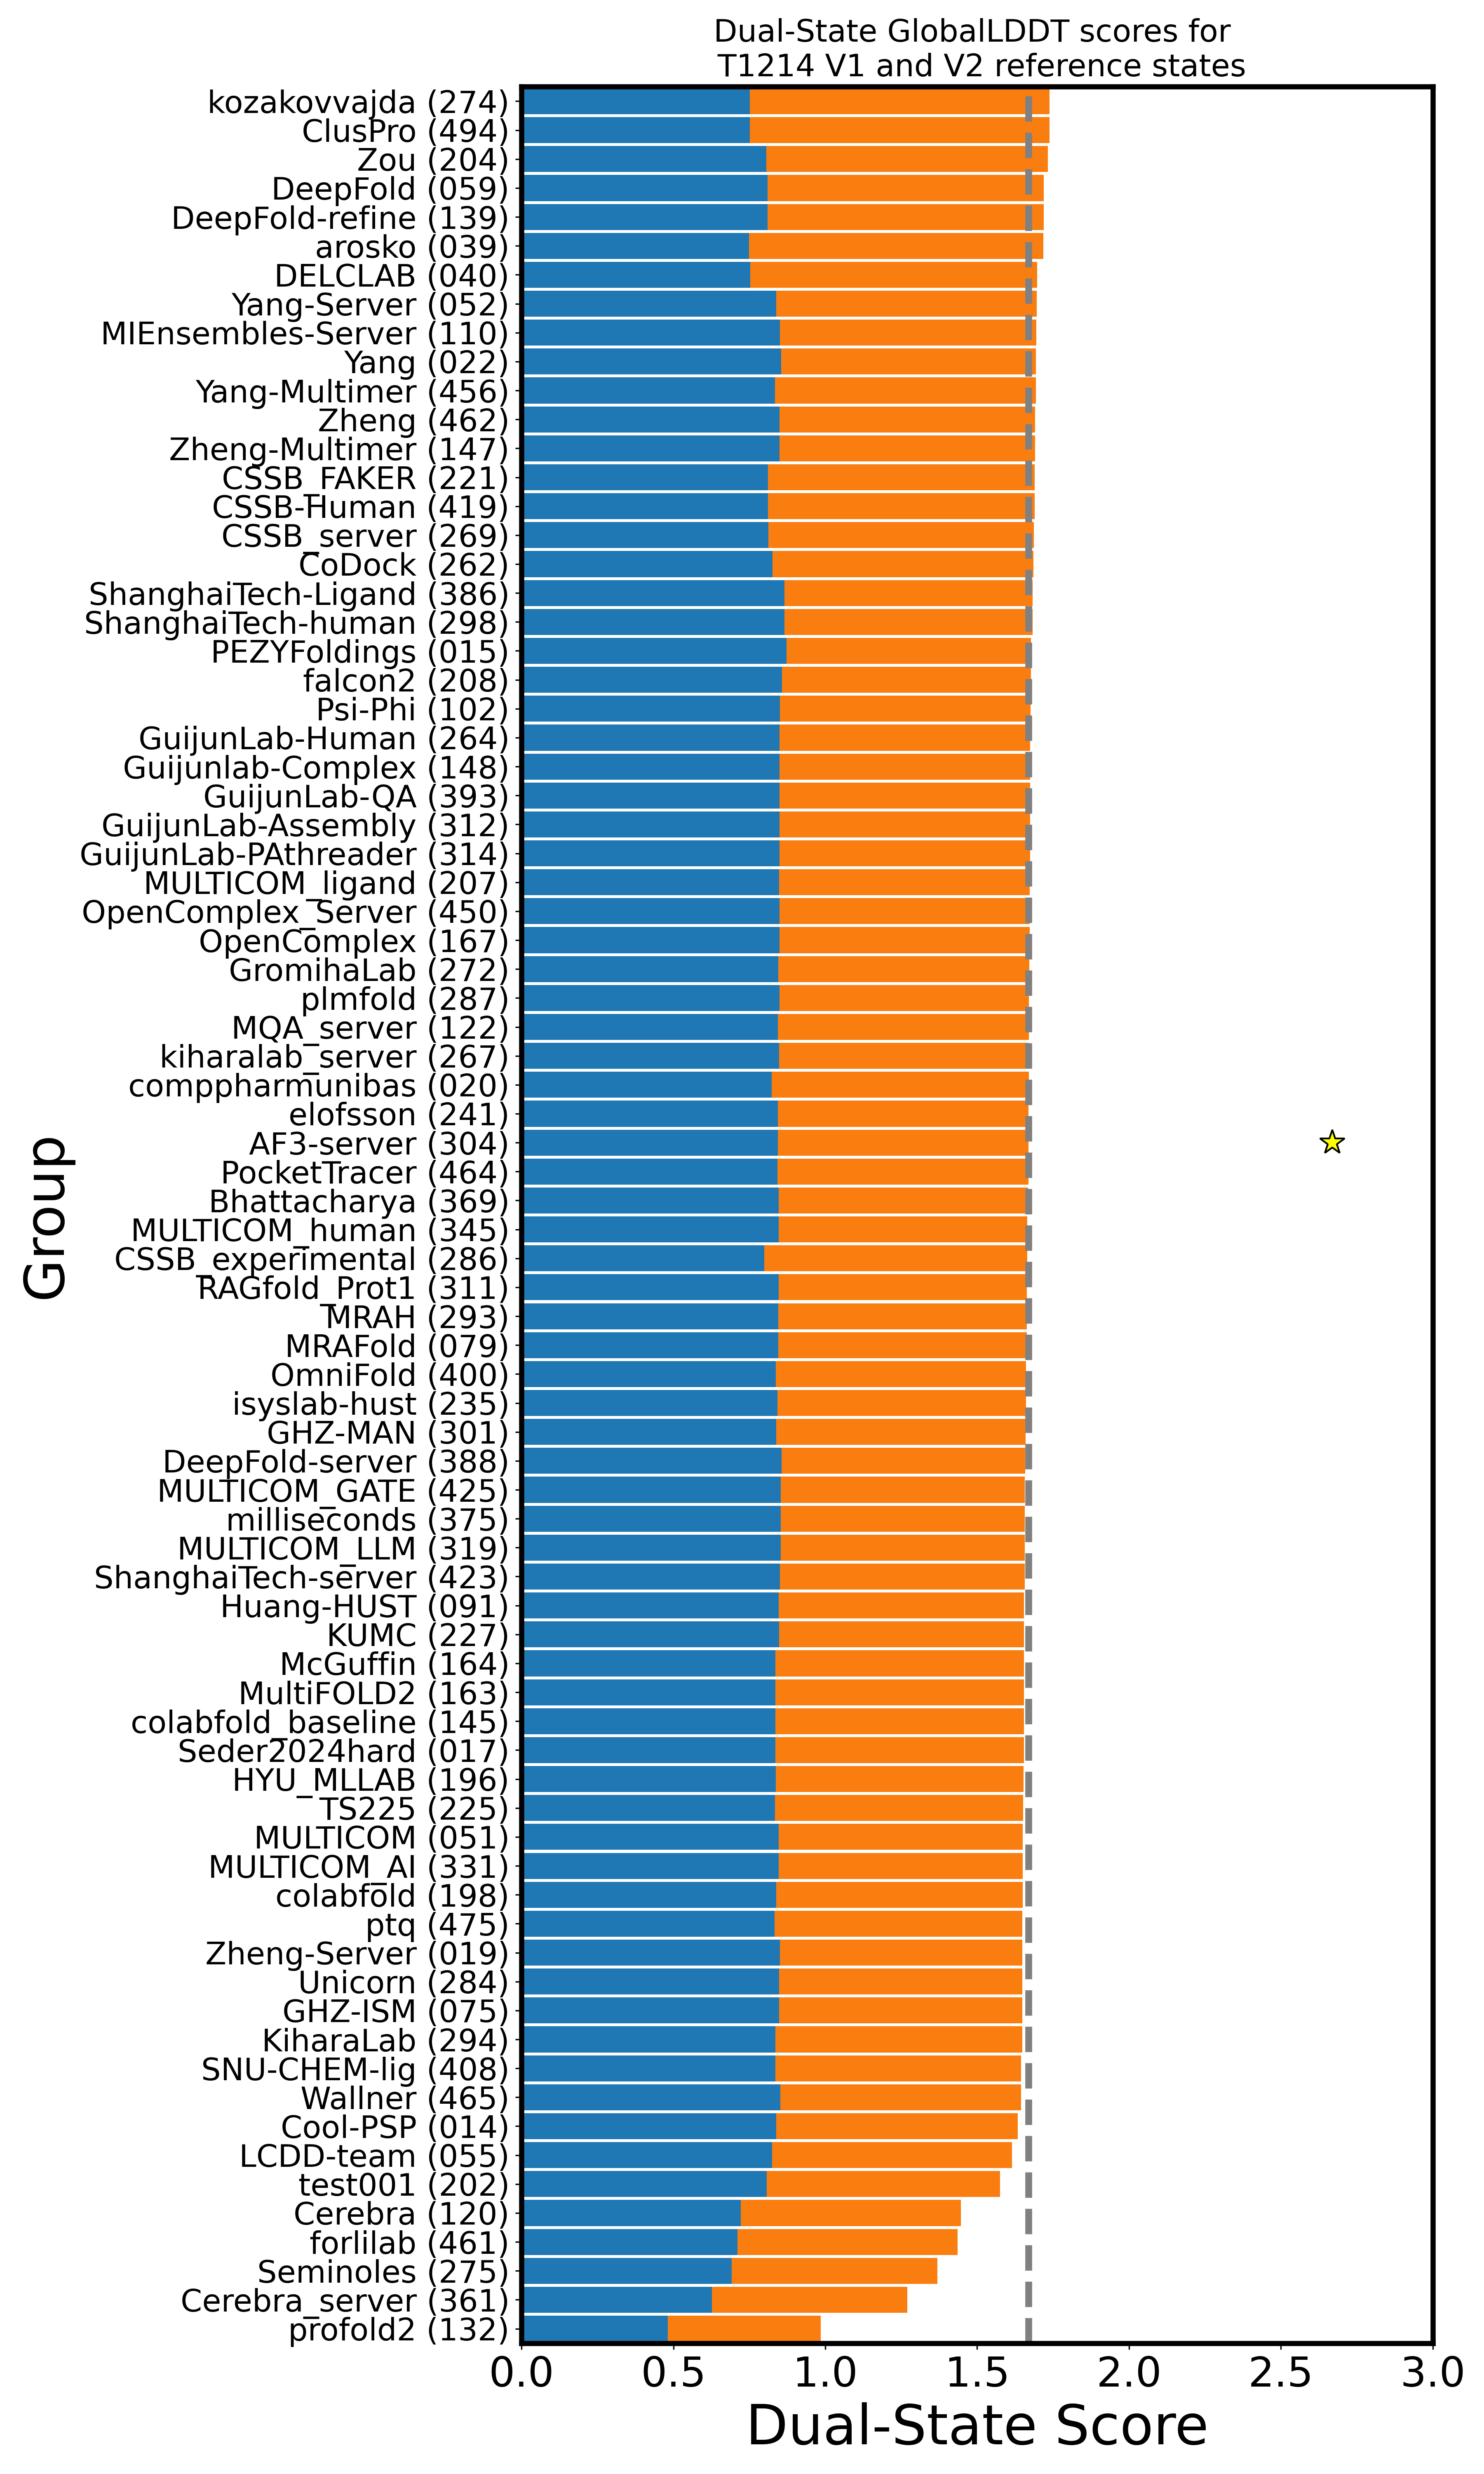 Dual-State GlobalLDDT scores for
T1214 V1 and V2 reference states
kozakovvajda (274)
ClusPro (494)
Zou (204)
DeepFold (059)
DeepFold-refine (139)
arosko (039)
DELCLAB (040)
Yang-Server (052)
MIEnsembles-Server (110)
Yang (022)
Yang-Multimer (456)
Zheng (462)
Zheng-Multimer (147)
CSSB_FAKER (221)
CSSB-Human (419)
CSSB_server (269)
CoDock (262)
ShanghaiTech-Ligand (386)
ShanghaiTech-human (298)
PEZYFoldings (015)
falcon2 (208)
Psi-Phi (102)
GuijunLab-Human (264)
Guijunlab-Complex (148)
GuijunLab-QA (393)
GuijunLab-Assembly (312)
GuijunLab-PAthreader (314)
MULTICOM_ligand (207)
OpenComplex_Server (450)
OpenComplex (167)
GromihaLab (272)
plmfold (287)
MQA_server (122)
kiharalab_server (267)
comppharmunibas (020)
elofsson (241)
AF3-server (304)
PocketTracer (464)
Bhattacharya (369)
MULTICOM_human (345)
CSSB_experimental (286)
RAGfold_Prot1 (311)
MRAH (293)
MRAFold (079)
OmniFold (400)
isyslab-hust (235)
GHZ-MAN (301)
DeepFold-server (388)
MULTICOM_GATE (425)
milliseconds (375)
MULTICOM_LLM (319)
ShanghaiTech-server (423)
Huang-HUST (091)
KUMC (227)
McGuffin (164)
MultiFOLD2 (163)
colabfold_baseline (145)
Seder2024hard (017)
HYU_MLLAB (196)
TS225 (225)
MULTICOM (051)
MULTICOM_AI (331)
colabfold (198)
ptq (475)
Zheng-Server (019)
Unicorn (284)
GHZ-ISM (075)
KiharaLab (294)
SNU-CHEM-lig (408)
Wallner (465)
Cool-PSP (014)
LCDD-team (055)
test001 (202)
Cerebra (120)
forlilab (461)
Seminoles (275)
Cerebra_server (361)
profold2 (132)
Group
0.0 0.5 1.0 1.5 2.0 2.5 3.0
Dual-State Score